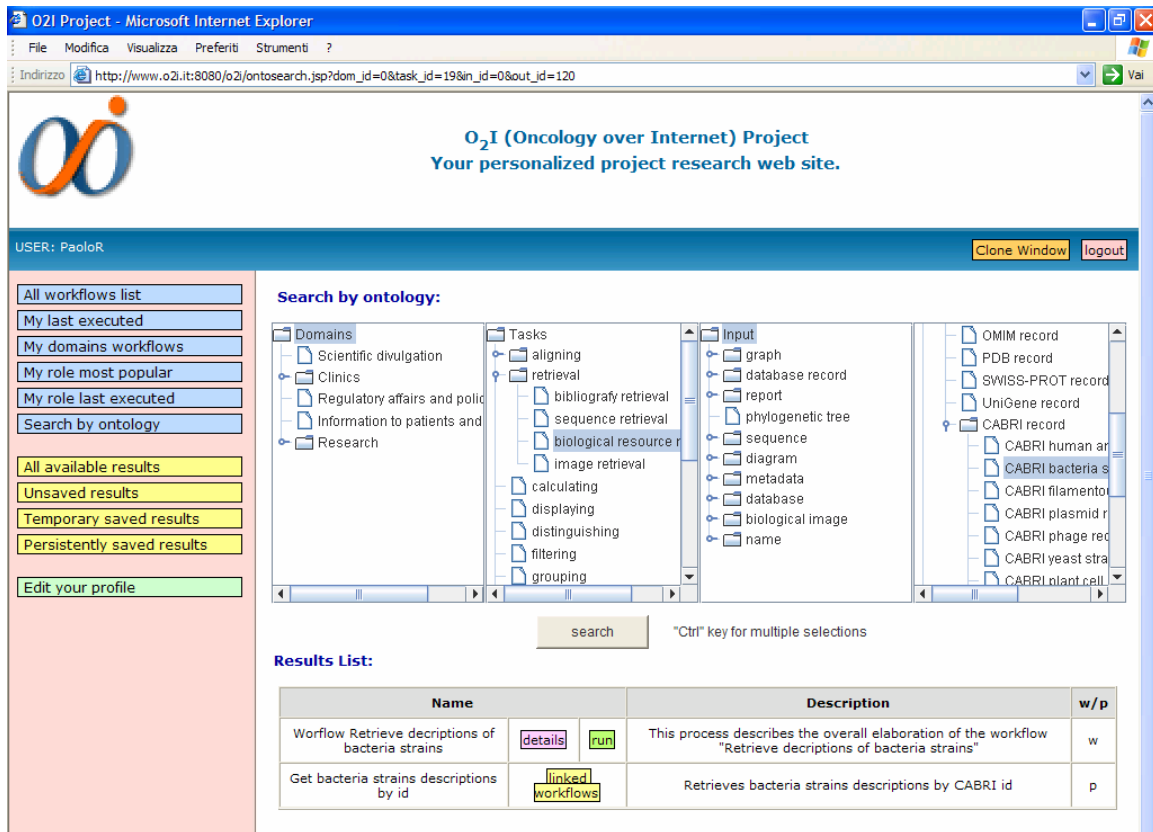 O2I Project - Microsoft Internet Explorer
File Modifica Visualizza Preferiti Strumenti ?
Indirizzo http://www.o2i.it:8080/o2i/ontosearch.jsp?dom_id=0&task_id=19&in_id=0&out_id=120 Vai
O2I (Oncology over Internet) Project
Your personalized project research web site.
USER: PaoloR
Clone Window
logout
All workflows list
My last executed
My domains workflows
My role most popular
My role last executed
Search by ontology
All available results
Unsaved results
Temporary saved results
Persistently saved results
Edit your profile
Search by ontology:
Domains
Scientific divulgation
Clinics
Regulatory affairs and polic
Information to patients and
Research
Tasks
aligning
retrieval
bibliografy retrieval
sequence retrieval
biological resource r
image retrieval
calculating
displaying
distinguishing
filtering
grouping
Input
graph
database record
report
phylogenetic tree
sequence
diagram
metadata
database
biological image
name
OMIM record
PDB record
SWISS-PROT record
UniGene record
CABRI record
CABRI human ar
CABRI bacteria s
CABRI filamentou
CABRI plasmid r
CABRI phage rec
CABRI yeast stra
CABRI plant cell
search
"Ctrl" key for multiple selections
Results List:
Name Description w/p
Worflow Retrieve decriptions of
bacteria strains
details
run
This process describes the overall elaboration of the workflow
"Retrieve decriptions of bacteria strains"
w
Get bacteria strains descriptions
by id
linked
workflows
Retrieves bacteria strains descriptions by CABRI id
p